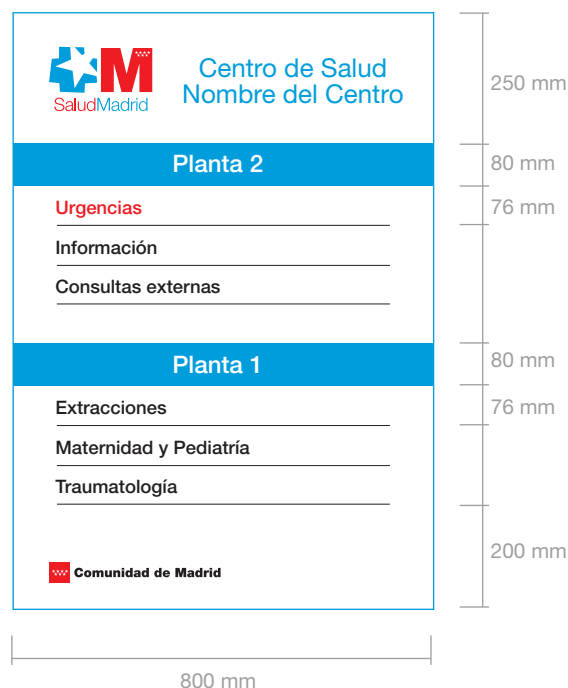 SaludMadrid
Centro de Salud
Nombre del Centro
Planta 2
Urgencias
Información
Consultas externas
Planta 1
Extracciones
Maternidad y Pediatría
Traumatología
Comunidad de Madrid
250 mm
80 mm
76 mm
80 mm
76 mm
200 mm
800 mm